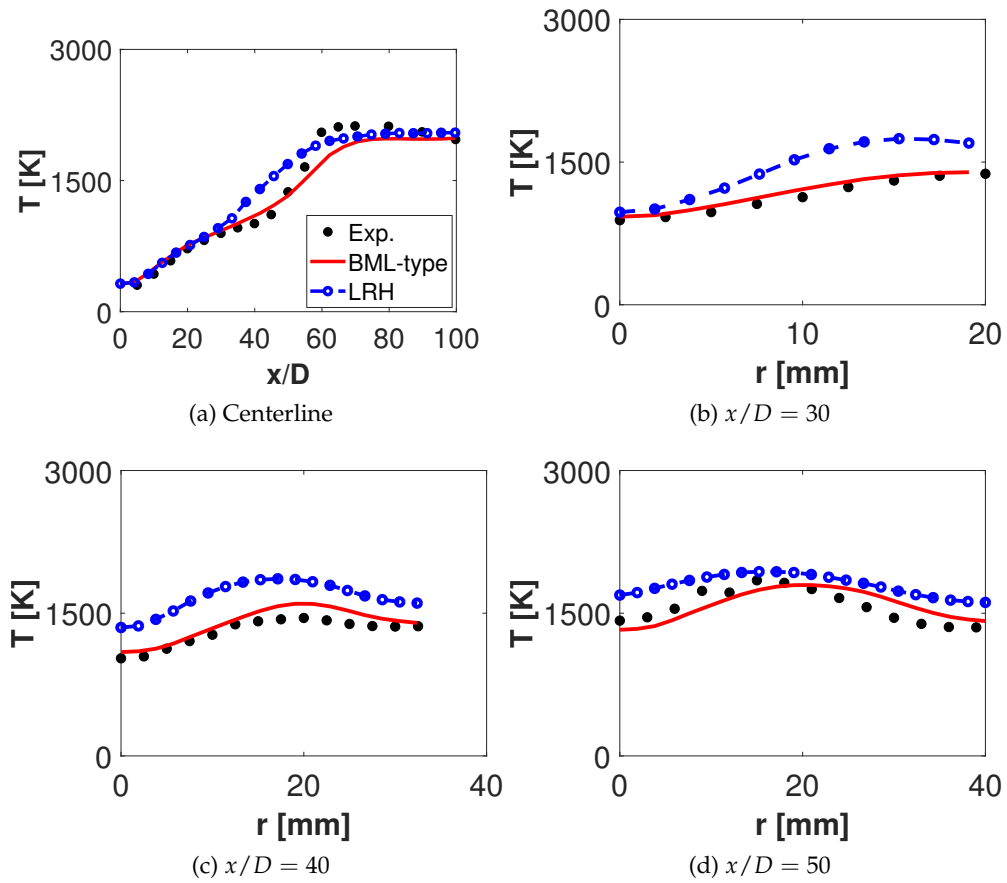 3000
1500
0
T [K]
0 20 40 60 80 100
x/D
Exp.
BML-type
LRH
(a) Centerline
3000
1500
0
T [K]
0 10 20
r [mm]
(b) x/D = 30
3000
1500
0
T [K]
0 20 40
r [mm]
(c) x/D = 40
3000
1500
0
T [K]
0 20 40
r [mm]
(d) x/D = 50